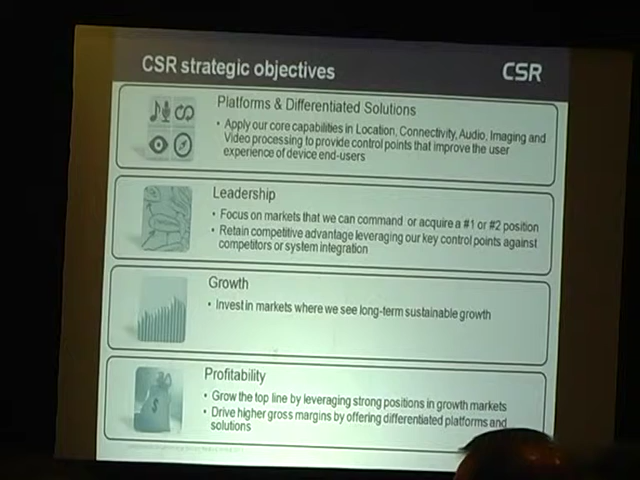 CSR strategic objectives
CSR
Platforms & Differentiated Solutions
• Apply our core capabilities in Location, Connectivity, Audio, Imaging and
Video processing to provide control points that improve the user
experience of device end-users
Leadership
• Focus on markets that we can command or acquire a #1 or #2 position
• Retain competitive advantage leveraging our key control points against
competitors or system integration
Growth
• Invest in markets where we see long-term sustainable growth
Profitability
$
• Grow the top line by leveraging strong positions in growth markets
• Drive higher gross margins by offering differentiated platforms and
solutions